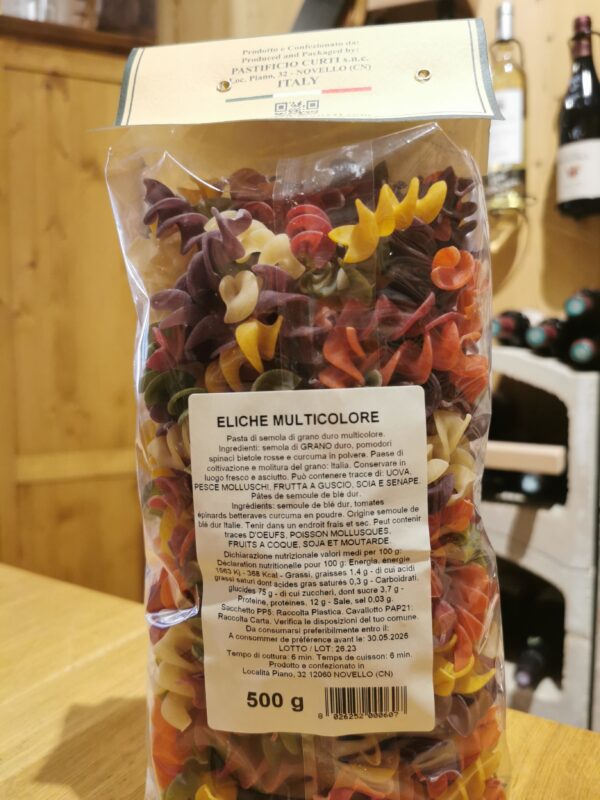 Prodotto e Confezionato da:
Produced and Packaged by:
PASTIFICIO CURTI s.n.c.
Loc. Piano, 32 - NOVELLO (CN)
ITALY
ELICHE MULTICOLORE
Pasta di semola di grano duro multicolore.
Ingredienti: semola di GRANO duro, pomodori
spinaci bietole rosse e curcuma in polvere. Paese di
coltivazione e molitura del grano: Italia. Conservare in
luogo fresco e asciutto. Può contenere tracce di: UOVA,
PESCE MOLLUSCHI, FRUTTA A GUSCIO, SOIA E SENAPE.
Pâtes de semoule de blé dur.
Ingrédients: semoule de blé dur, tomates
épinards betteraves curcuma en poudre. Origine semoule de
blé dur Italie. Tenir dans un endroit frais et sec. Peut contenir
traces D'OEUFS, POISSON MOLLUSQUES,
FRUITS A COQUE, SOJA ET MOUTARDE.
Dichiarazione nutrizionale valori medi per 100 g:
Déclaration nutritionelle pour 100 g: Energia, energie
1563 Kj - 368 Kcal - Grassi, graisses 1,4 g - di cui acidi
grassi saturi dont acides gras saturés 0,3 g - Carboidrati,
glucides 75 g - di cui zuccheri, dont sucre 3,7 g -
Proteine, protéines, 12 g - Sale, sel 0,03 g.
Sacchetto PP5: Raccolta Plastica. Cavallotto PAP21:
Raccolta Carta. Verifica le disposizioni del tuo comune.
Da consumarsi preferibilmente entro il:
A consommer de préférence avant le: 30.05.2026
LOTTO / LOT: 26.23
Tempo di cottura: 6 min. Temps de cuisson: 6 min.
Prodotto e confezionato in
Località Piano, 32 12060 NOVELLO (CN)
500 g
8 026252 000607